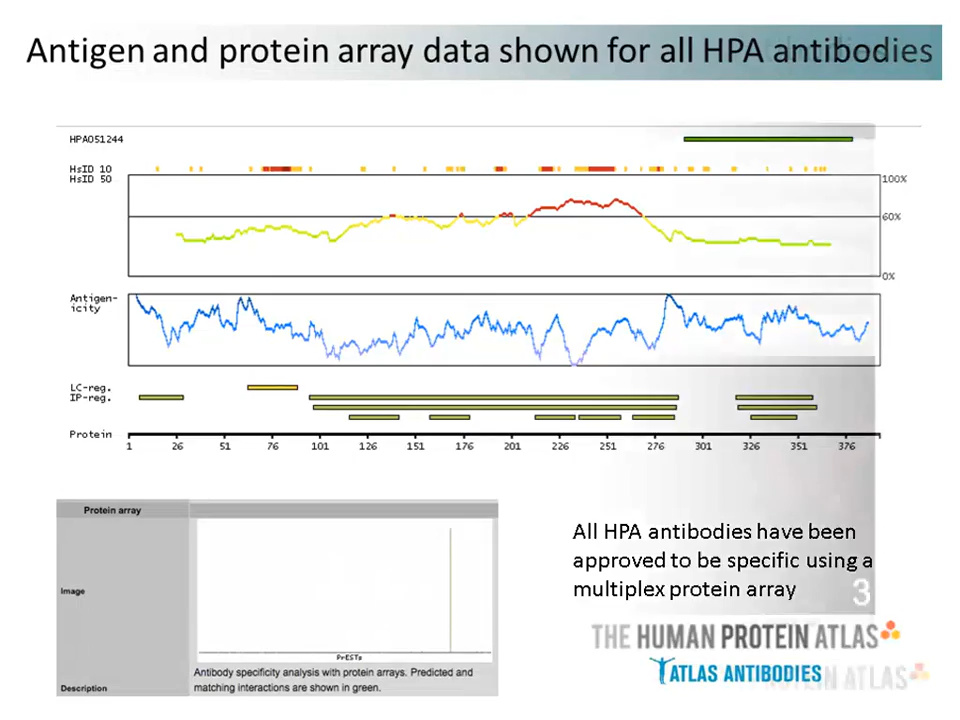 Antigen and protein array data shown for all HPA antibodies
HPA051244
HsID 10
HsID 50
100%
60%
0%
Antigen-
icity
LC-reg.
IP-reg.
Protein
1 26 51 76 101 126 151 176 201 226 251 276 301 326 351 376
Protein array
Image
PrESTs
Description
Antibody specificity analysis with protein arrays. Predicted and
matching interactions are shown in green.
All HPA antibodies have been
approved to be specific using a
multiplex protein array
3
THE HUMAN PROTEIN ATLAS
ATLAS ANTIBODIES